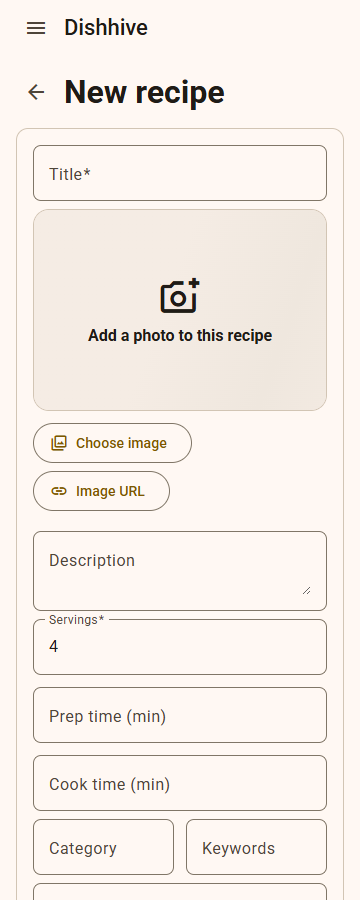 Dishhive
New recipe
Title*
Add a photo to this recipe
Choose image
Image URL
Description
Servings*
4
Prep time (min)
Cook time (min)
Category
Keywords